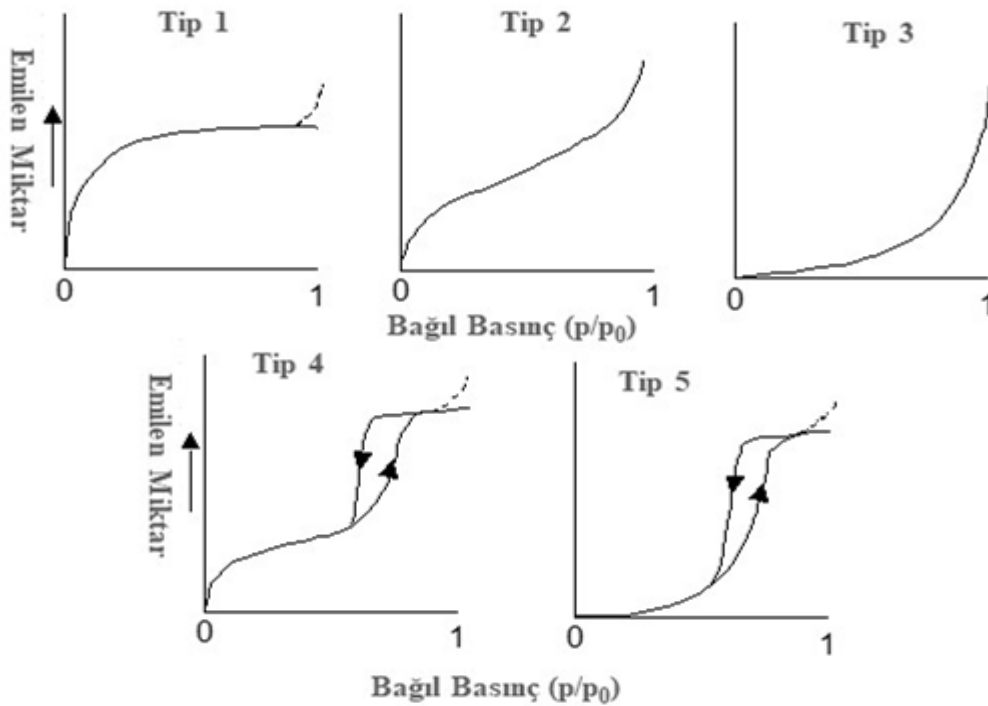 Tip 1
Tip 2
Tip 3
Emilen Miktar
0
1
0
1
0
1
Bağıl Basınç (p/p0)
Tip 4
Tip 5
Emilen Miktar
0
1
0
1
Bağıl Basınç (p/p0)